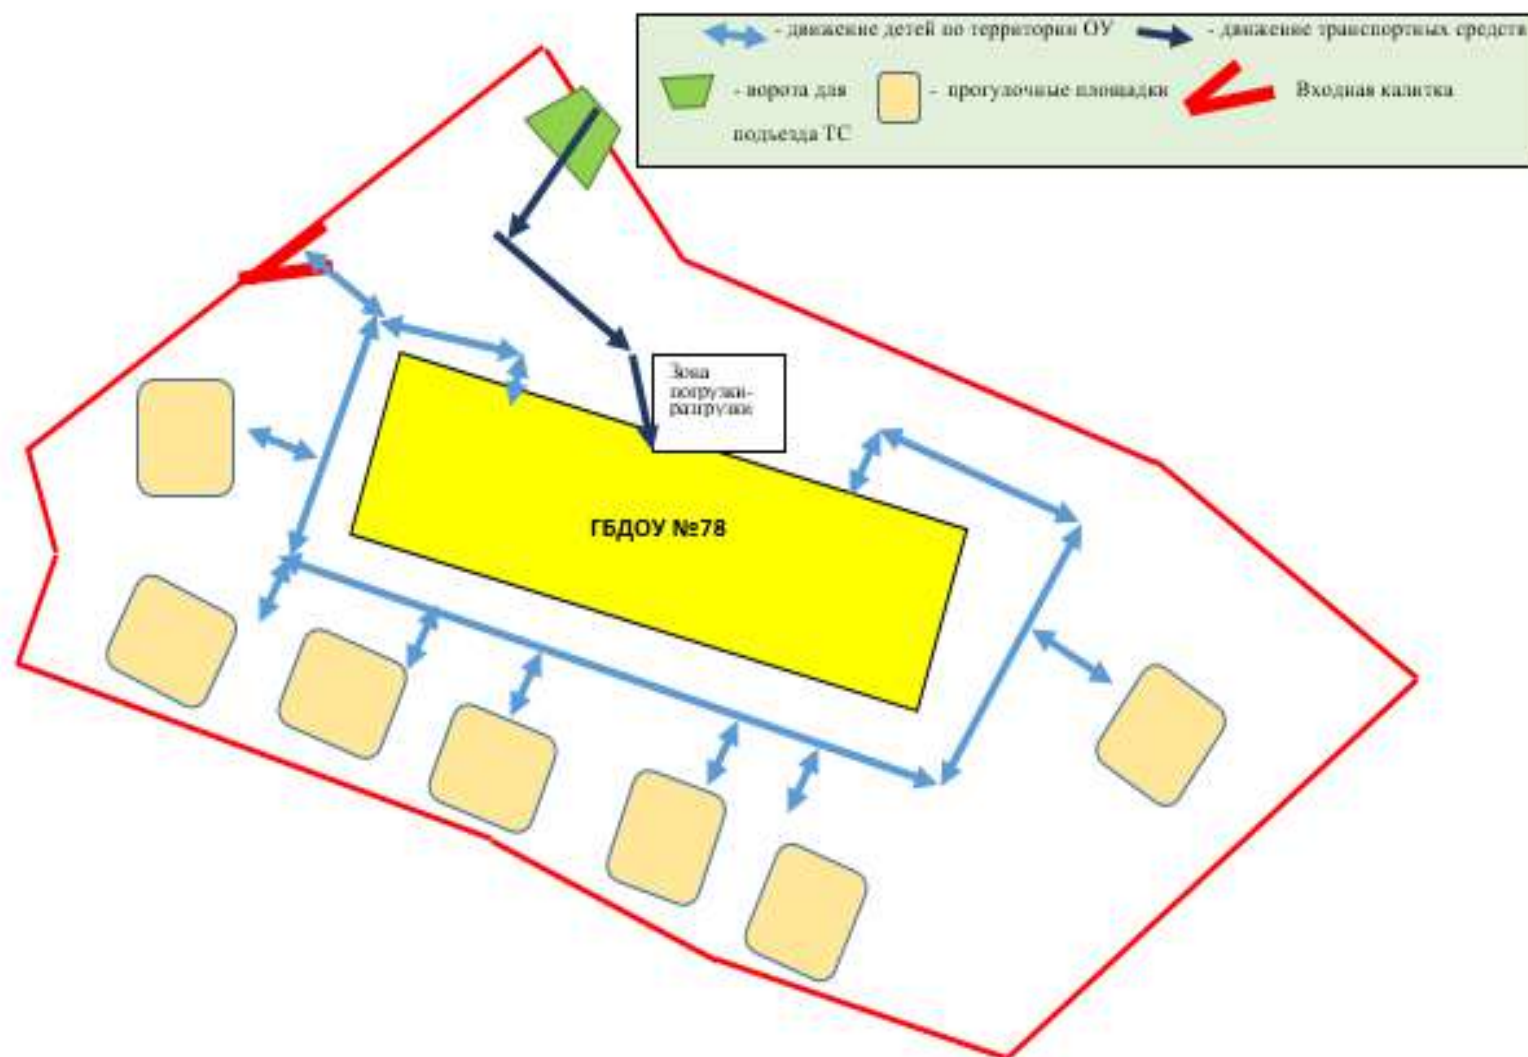 - движение детей по территории ОУ
- движение транспортных средств
- ворота для
подъезда ТС
- прогулочные площадки
Входная калитка
Зона
погрузки-
разгрузки
ГБДОУ №78